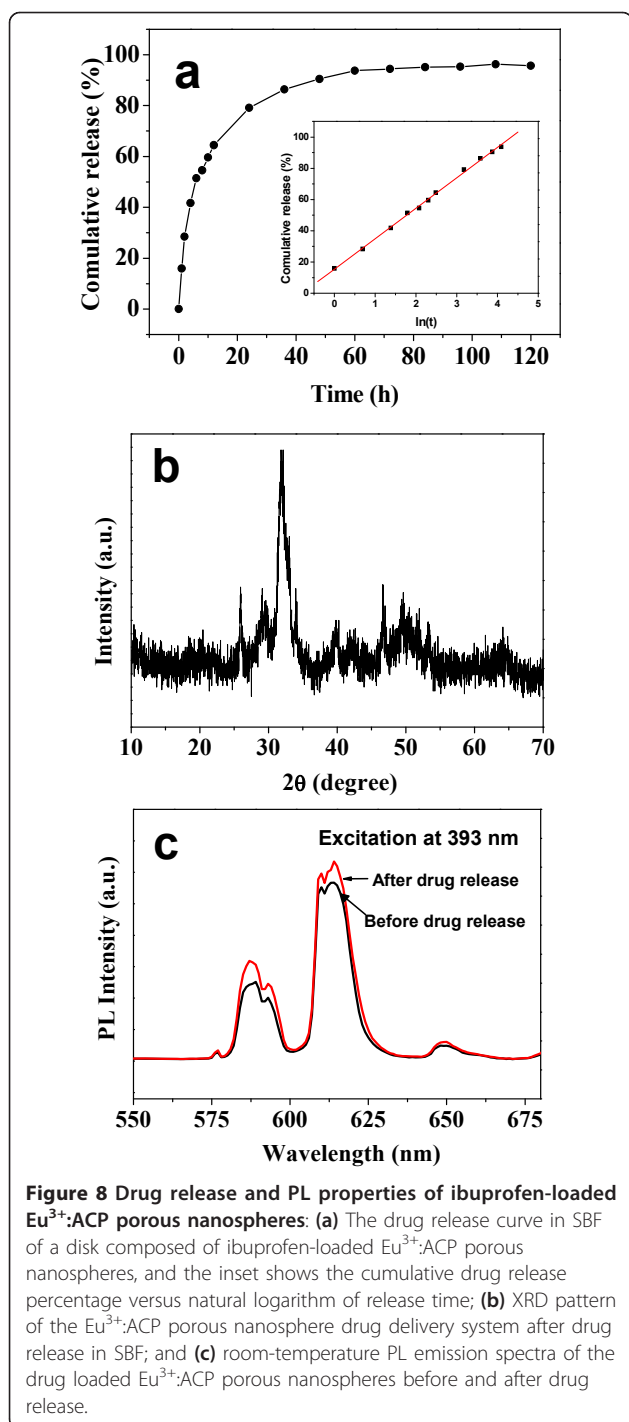 a
100
80
60
40
20
0
Comulative release (%)
100
80
60
40
20
0
Comulative release (%)
0 1 2 3 4 5
ln(t)
0 20 40 60 80 100 120
Time (h)
b
Intensity (a.u.)
10 20 30 40 50 60 70
2θ (degree)
c
Excitation at 393 nm
After drug release
Before drug release
PL Intensity (a.u.)
550 575 600 625 650 675
Wavelength (nm)
Figure 8 Drug release and PL properties of ibuprofen-loaded
Eu³⁺:ACP porous nanospheres: (a) The drug release curve in SBF
of a disk composed of ibuprofen-loaded Eu³⁺:ACP porous
nanospheres, and the inset shows the cumulative drug release
percentage versus natural logarithm of release time; (b) XRD pattern
of the Eu³⁺:ACP porous nanosphere drug delivery system after drug
release in SBF; and (c) room-temperature PL emission spectra of the
drug loaded Eu³⁺:ACP porous nanospheres before and after drug
release.